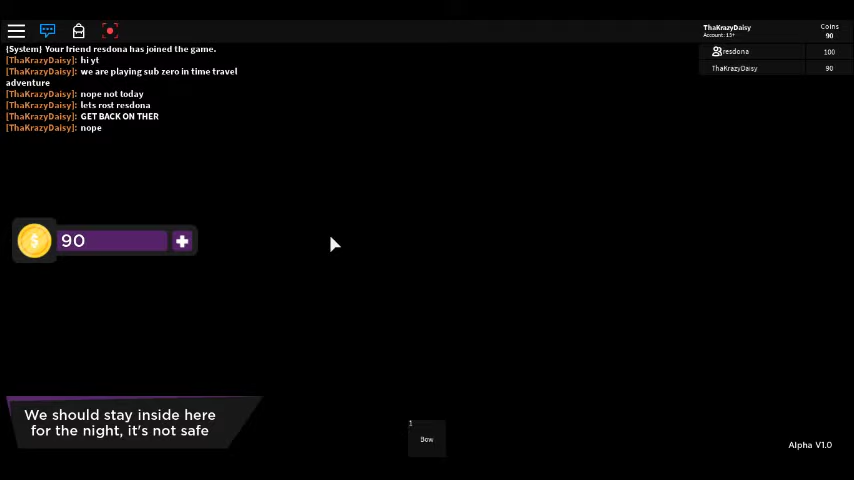 ThaKrazyDaisy
Account: 13+
Coins
90
{System} Your friend resdona has joined the game.
[ThaKrazyDaisy]: hi yt
[ThaKrazyDaisy]: we are playing sub zero in time travel
adventure
[ThaKrazyDaisy]: nope not today
[ThaKrazyDaisy]: lets rost resdona
[ThaKrazyDaisy]: GET BACK ON THER
[ThaKrazyDaisy]: nope
resdona 100
ThaKrazyDaisy 90
$ 90
We should stay inside here
for the night, it's not safe
1
Bow
Alpha V1.0